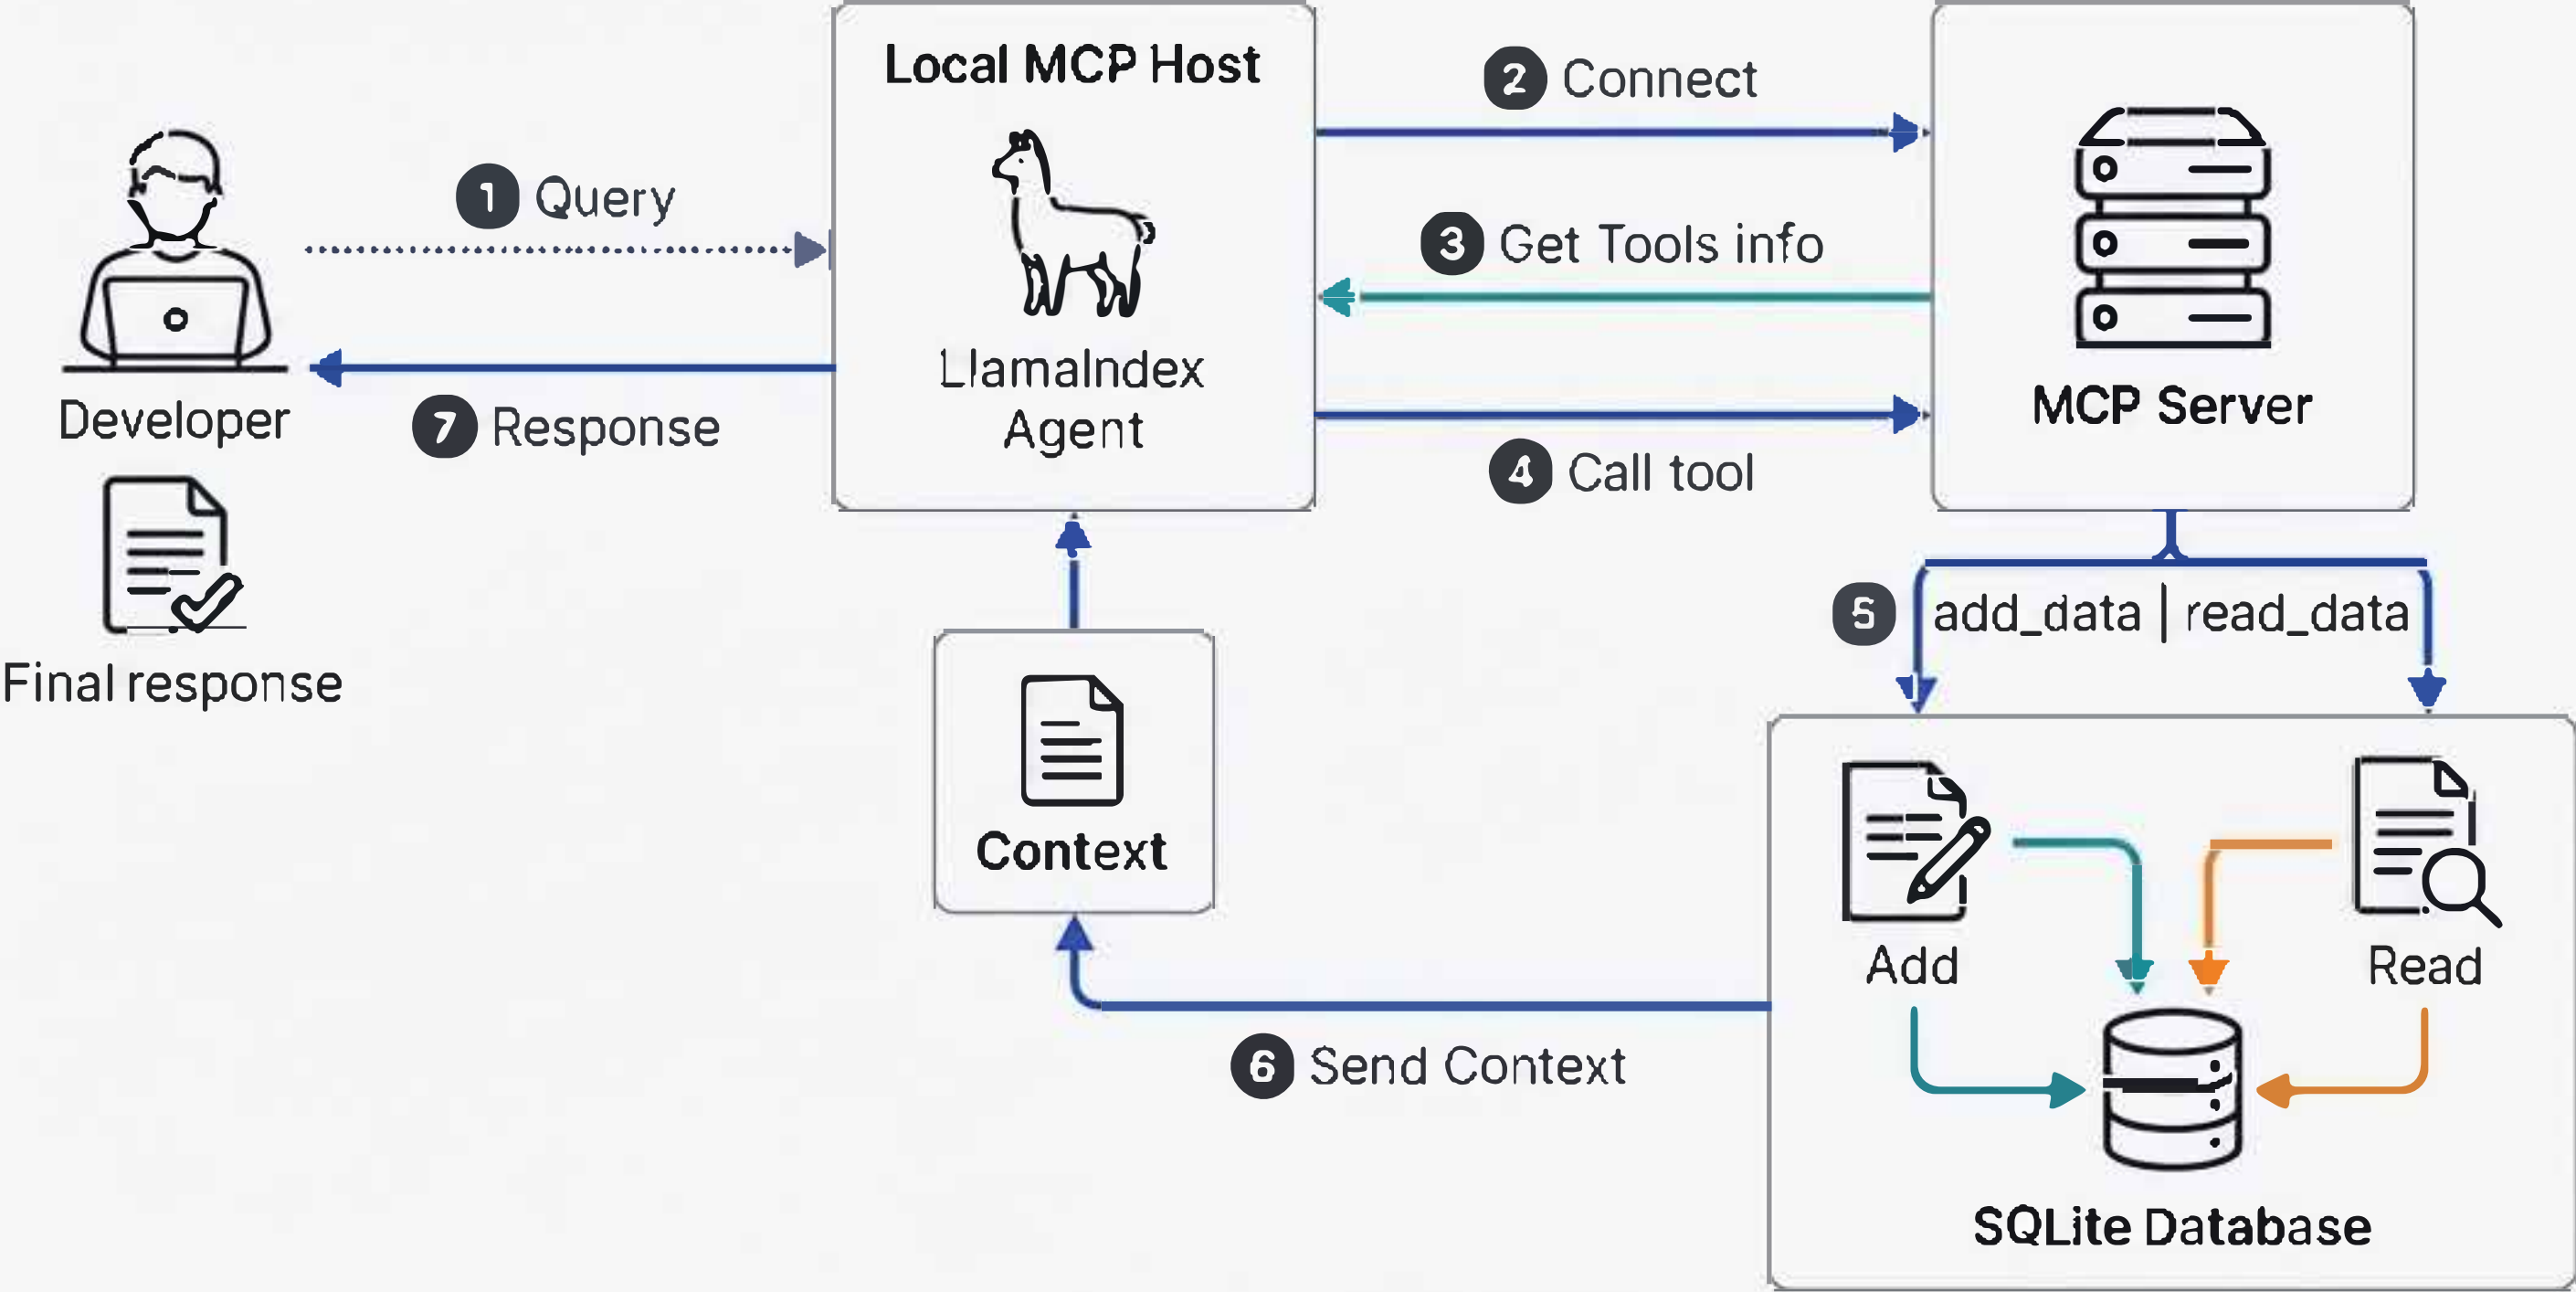 Local MCP Host
2 Connect
1 Query
3 Get Tools info
LlamaIndex
Agent
MCP Server
Developer
7 Response
4 Call tool
5 add_data | read_data
Final response
Context
Add
Read
6 Send Context
SQLite Database